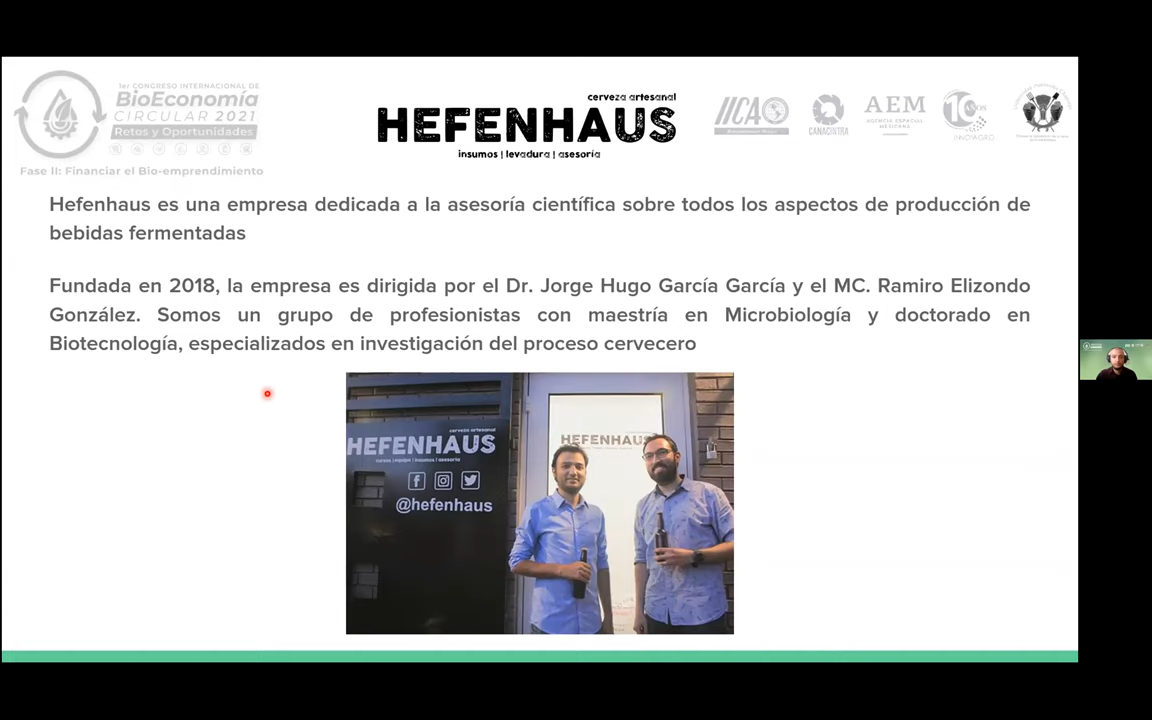 1er CONGRESO INTERNACIONAL DE
BioEconomía
CIRCULAR 2021
Retos y Oportunidades
Fase II: Financiar el Bio-emprendimiento
cerveza artesanal
HEFENHAUS
insumos | levadura | asesoría
IICA
CANACINTRA
AEM
AGENCIA ESPACIAL
MEXICANA
10 AÑOS
INNOVAGRO
Hefenhaus es una empresa dedicada a la asesoría científica sobre todos los aspectos de producción de
bebidas fermentadas
Fundada en 2018, la empresa es dirigida por el Dr. Jorge Hugo García García y el MC. Ramiro Elizondo
González. Somos un grupo de profesionistas con maestría en Microbiología y doctorado en
Biotecnología, especializados en investigación del proceso cervecero
cerveza artesanal
HEFENHAUS
cursos | equipo | insumos | asesoría
@hefenhaus
HEFENHAUS